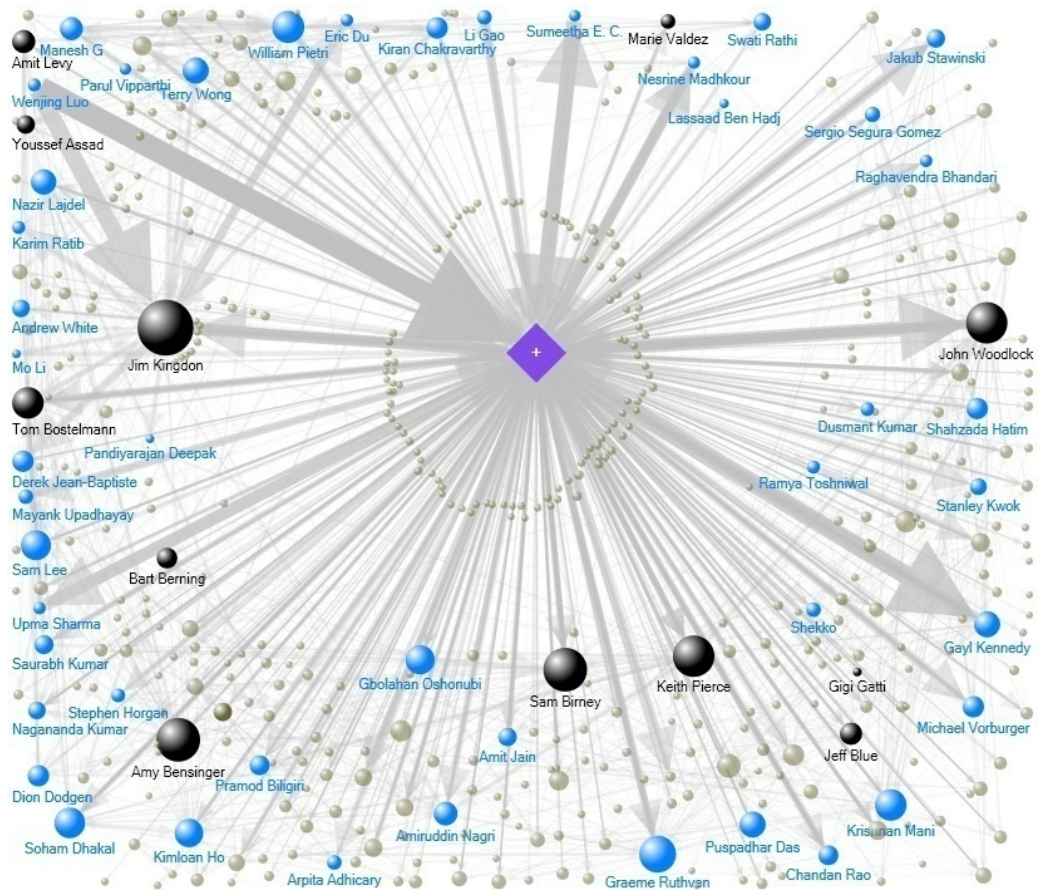 Manesh G
William Pietri
Eric Du
Kiran Chakravarthy
Li Gao
Sumeetha E. C.
Marie Valdez
Swati Rathi
Jakub Stawinski
Amit Levy
Parul Vipparthi
Terry Wong
Nesrine Madhkour
Wenjing Luo
Lassaad Ben Hadj
Sergio Segura Gomez
Youssef Assad
Raghavendra Bhandari
Nazir Lajdel
Karim Ratib
Andrew White
Jim Kingdon
John Woodlock
Mo Li
Tom Bostelmann
Dusmant Kumar
Shahzada Hatim
Pandiyarajan Deepak
Derek Jean-Baptiste
Ramya Toshniwal
Mayank Upadhayay
Stanley Kwok
Sam Lee
Bart Berning
Upma Sharma
Shekko
Gayl Kennedy
Saurabh Kumar
Gbolahan Oshonubi
Sam Birney
Keith Pierce
Gigi Gatti
Stephen Horgan
Nagananda Kumar
Michael Vorburger
Amit Jain
Jeff Blue
Amy Bensinger
Pramod Biligiri
Dion Dodgen
Amiruddin Nagri
Krishnan Mani
Soham Dhakal
Kimloan Ho
Puspadhar Das
Arpita Adhicary
Graeme Ruthven
Chandan Rao